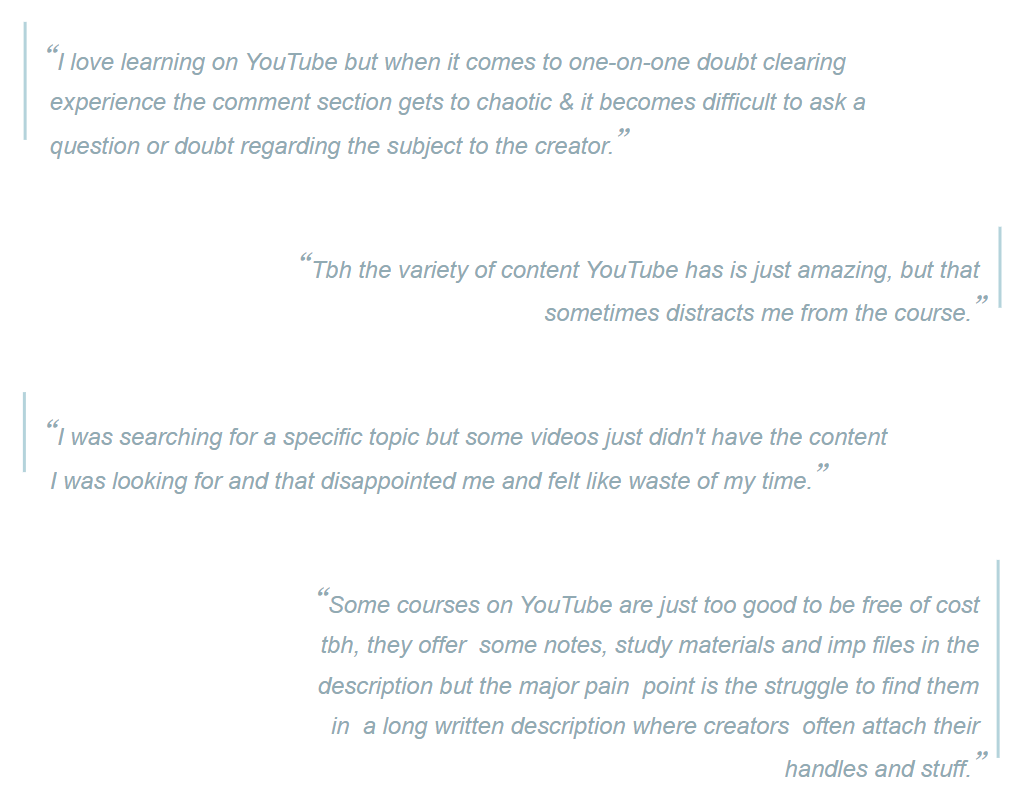 “I love learning on YouTube but when it comes to one-on-one doubt clearing
experience the comment section gets to chaotic & it becomes difficult to ask a
question or doubt regarding the subject to the creator.”
“Tbh the variety of content YouTube has is just amazing, but that
sometimes distracts me from the course.”
“I was searching for a specific topic but some videos just didn't have the content
I was looking for and that disappointed me and felt like waste of my time.”
“Some courses on YouTube are just too good to be free of cost
tbh, they offer  some notes, study materials and imp files in the
description but the major pain  point is the struggle to find them
in  a long written description where creators  often attach their
handles and stuff.”